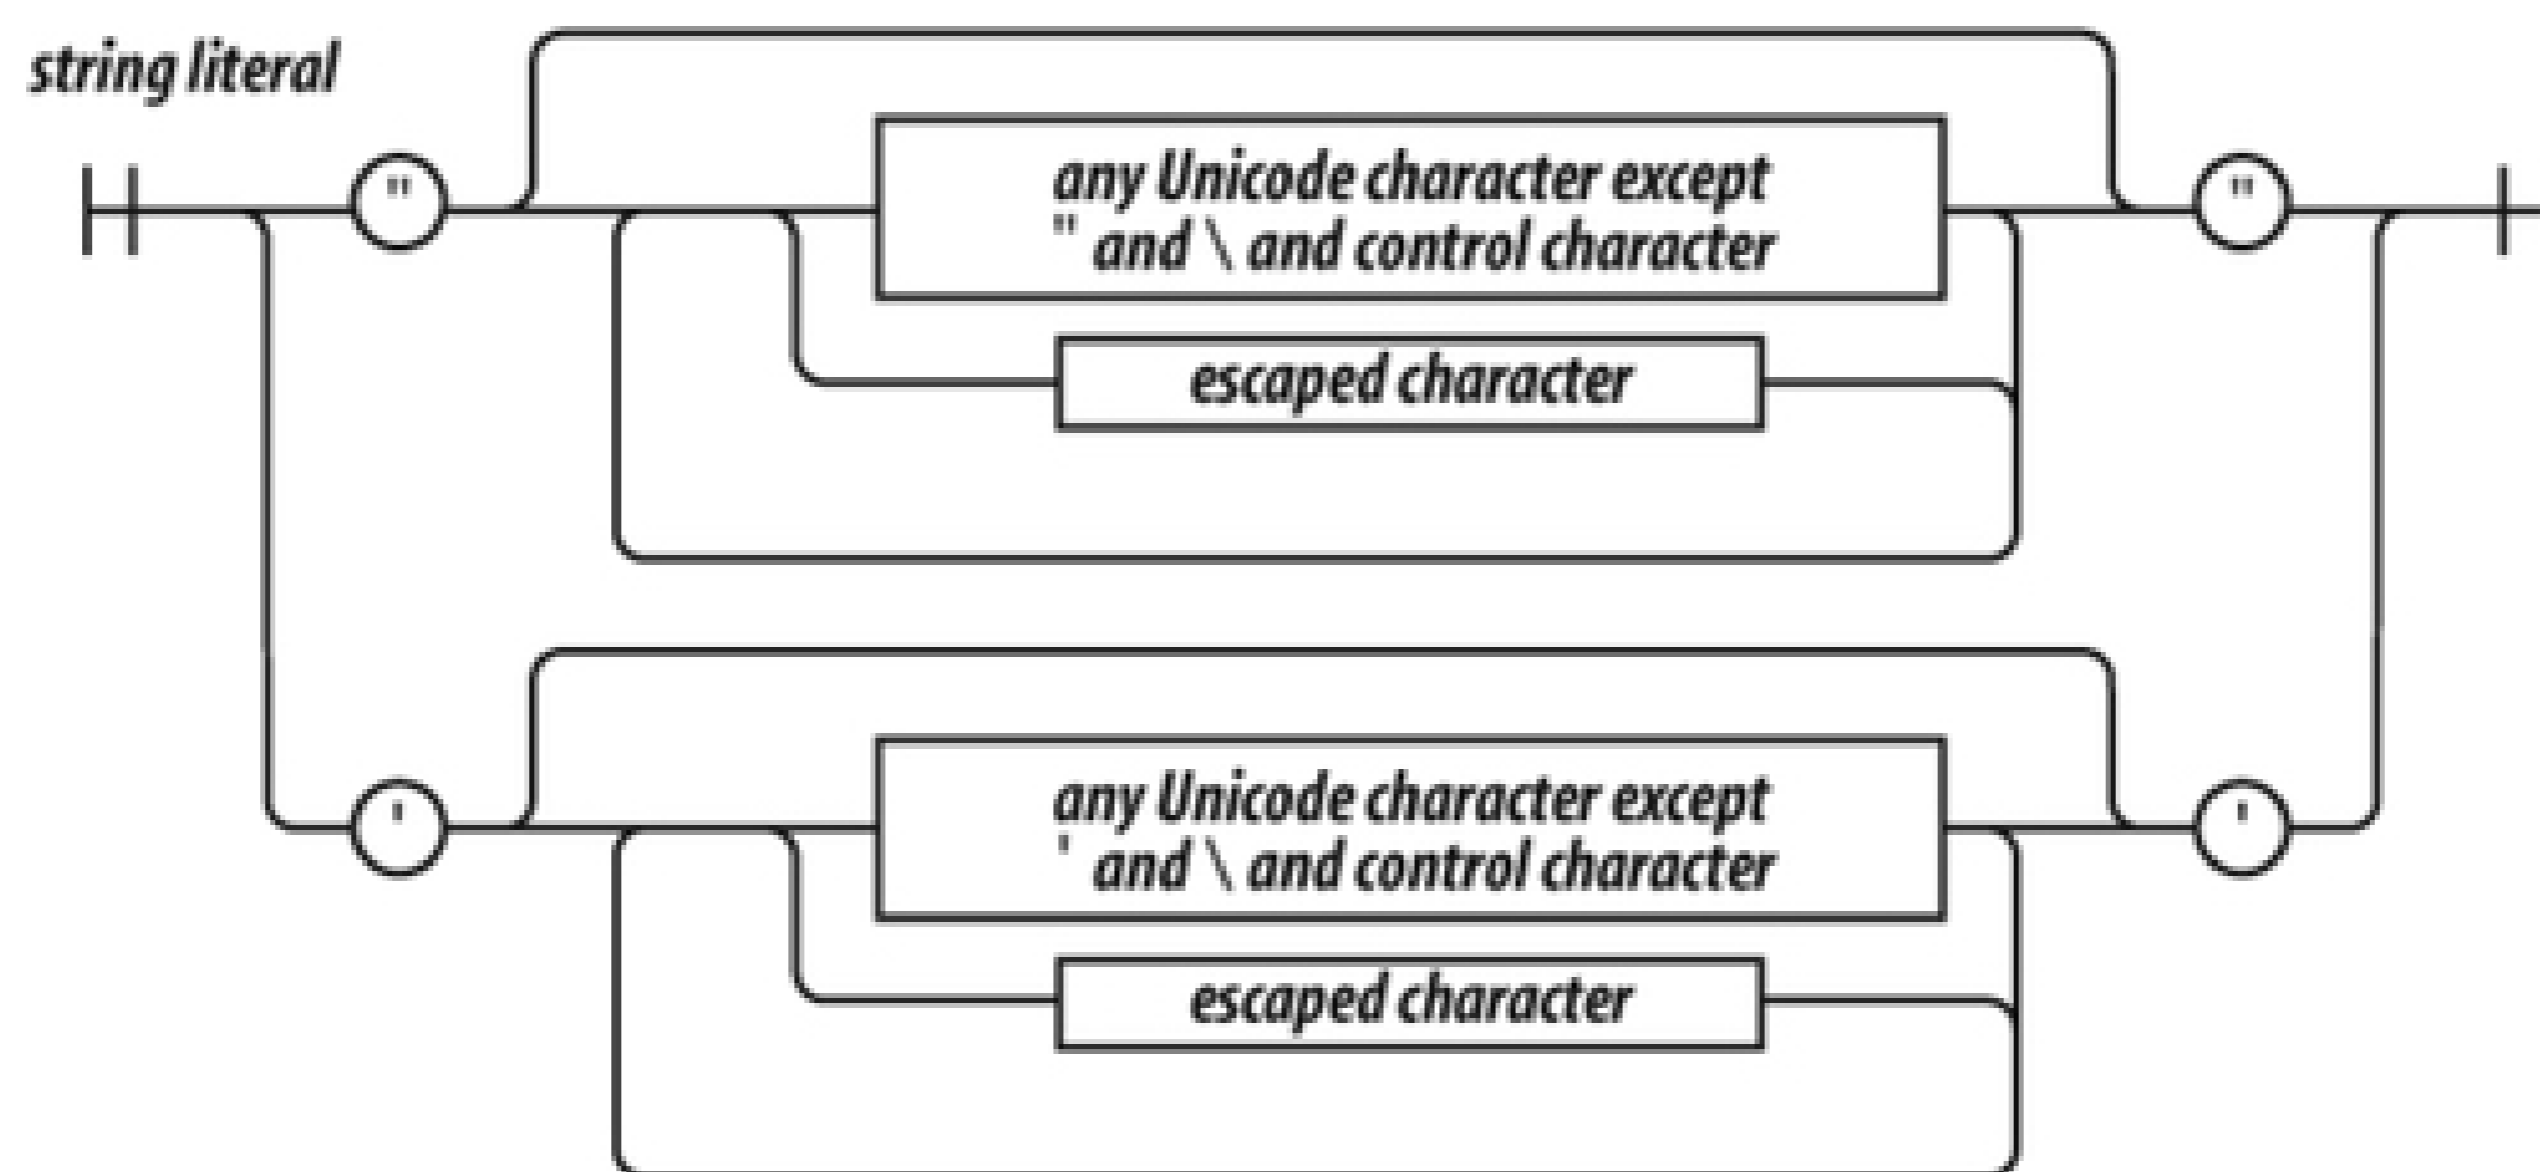 string literal
"
any Unicode character except
" and \ and control character
"
escaped character
'
any Unicode character except
' and \ and control character
'
escaped character